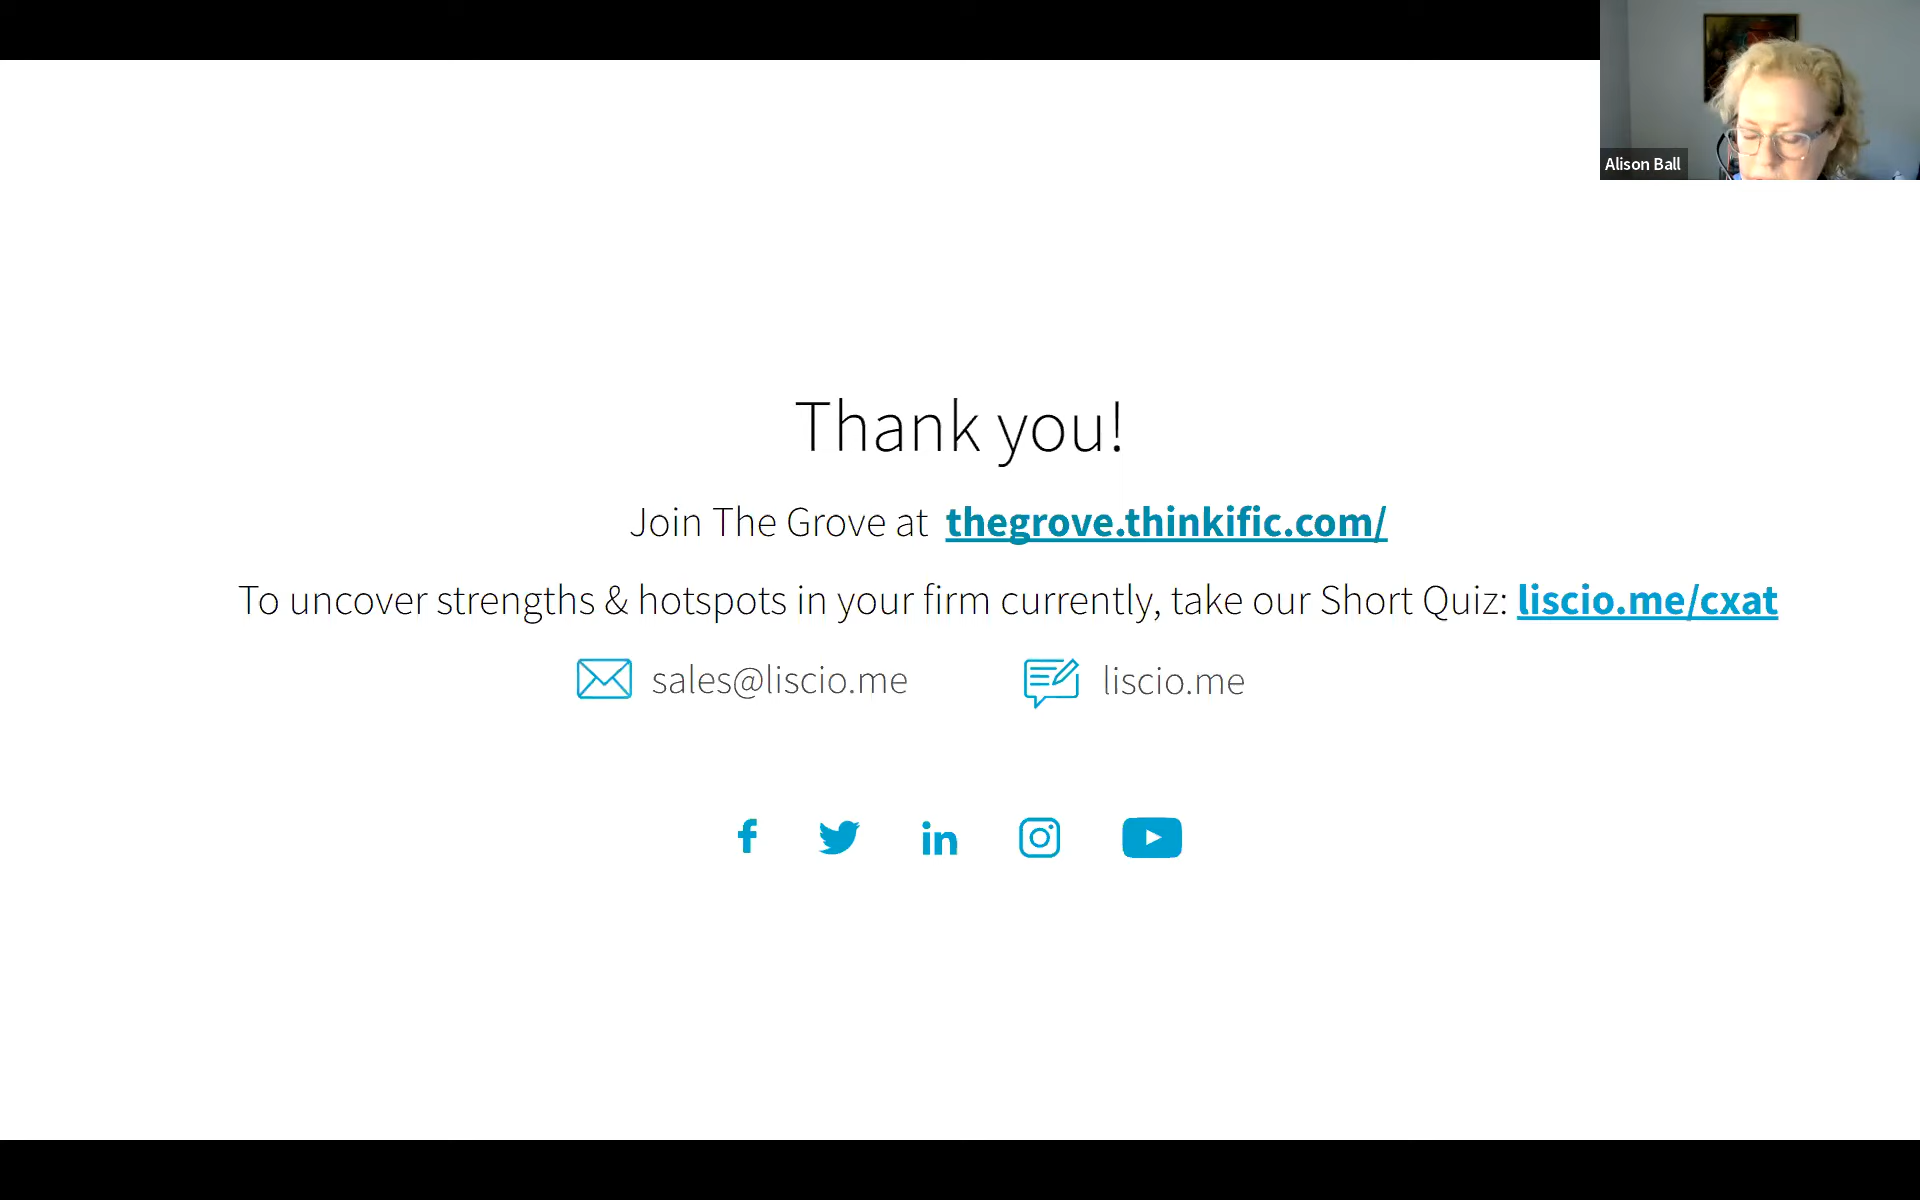 Alison Ball
Thank you!
Join The Grove at thegrove.thinkific.com/
To uncover strengths & hotspots in your firm currently, take our Short Quiz: liscio.me/cxat
sales@liscio.me
liscio.me